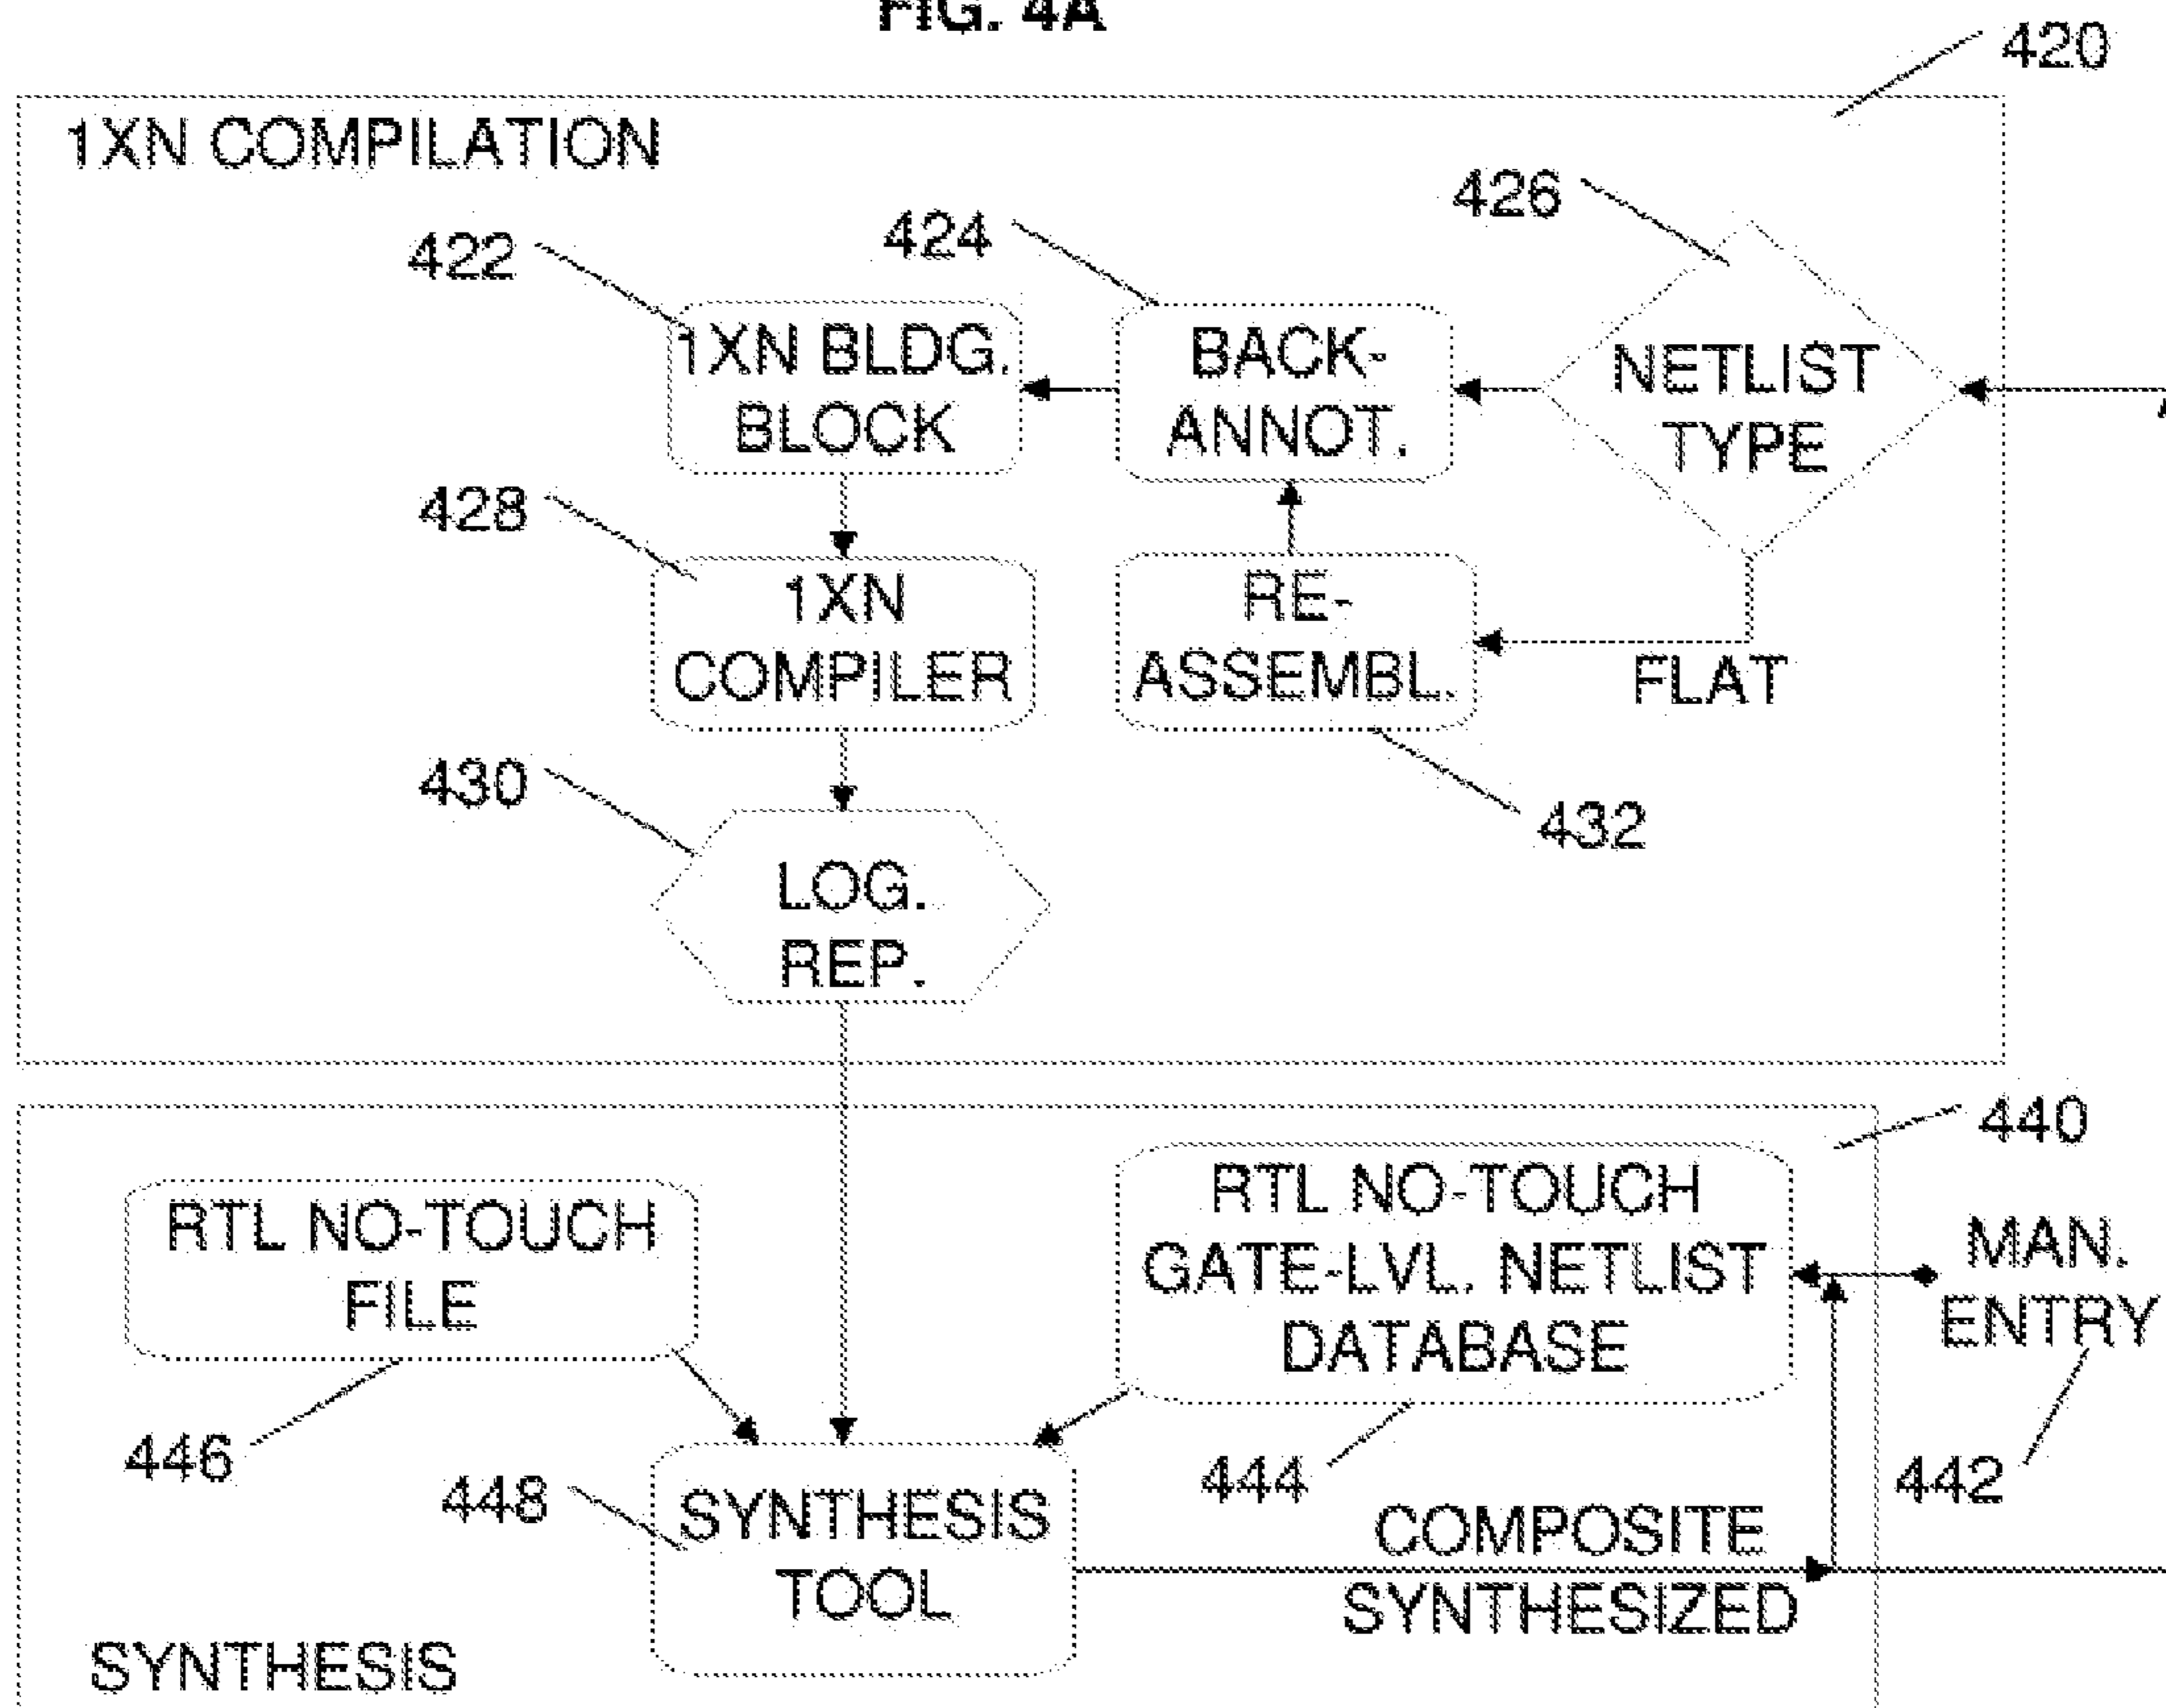 FIG. 4A
420
1XN COMPILATION
426
424
422
1XN BLDG.
BLOCK
BACK-
ANNOT.
NETLIST
TYPE
428
1XN
COMPILER
RE-
ASSEMBL.
FLAT
430
432
LOG.
REP.
440
RTL NO-TOUCH
FILE
RTL NO-TOUCH
GATE-LVL. NETLIST
DATABASE
MAN.
ENTRY
446
448
444
442
SYNTHESIS
TOOL
COMPOSITE
SYNTHESIZED
SYNTHESIS